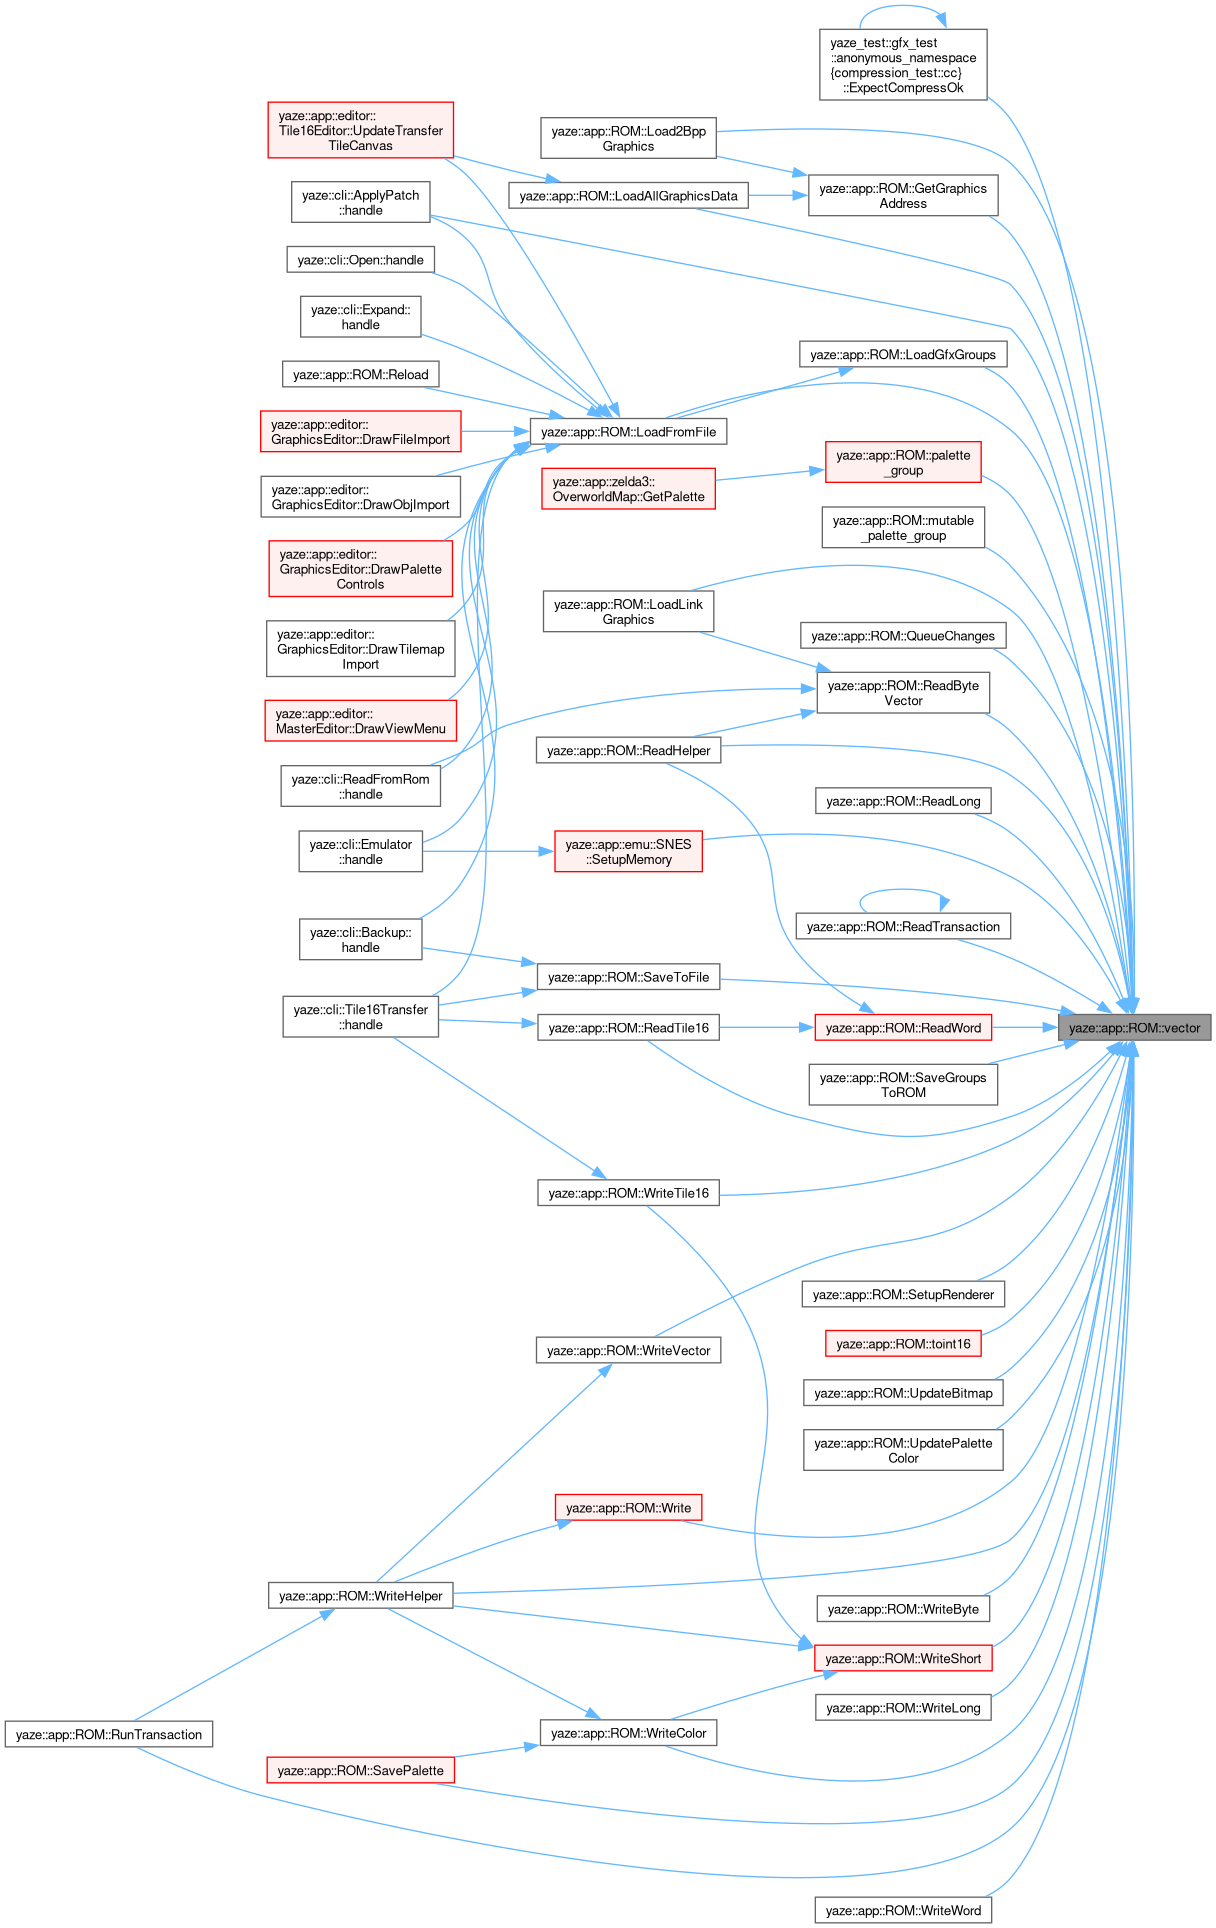 yaze_test::gfx_test
::anonymous_namespace
{compression_test::cc}
::ExpectCompressOk
yaze::app::editor::
Tile16Editor::UpdateTransfer
TileCanvas
yaze::app::ROM::Load2Bpp
Graphics
yaze::cli::ApplyPatch
::handle
yaze::app::ROM::LoadAllGraphicsData
yaze::app::ROM::GetGraphics
Address
yaze::cli::Open::handle
yaze::cli::Expand::
handle
yaze::app::ROM::LoadGfxGroups
yaze::app::ROM::Reload
yaze::app::editor::
GraphicsEditor::DrawFileImport
yaze::app::ROM::LoadFromFile
yaze::app::ROM::palette
_group
yaze::app::editor::
GraphicsEditor::DrawObjImport
yaze::app::zelda3::
OverworldMap::GetPalette
yaze::app::ROM::mutable
_palette_group
yaze::app::editor::
GraphicsEditor::DrawPalette
Controls
yaze::app::ROM::LoadLink
Graphics
yaze::app::ROM::QueueChanges
yaze::app::editor::
GraphicsEditor::DrawTilemap
Import
yaze::app::ROM::ReadByte
Vector
yaze::app::editor::
MasterEditor::DrawViewMenu
yaze::app::ROM::ReadHelper
yaze::cli::ReadFromRom
::handle
yaze::app::ROM::ReadLong
yaze::cli::Emulator
::handle
yaze::app::emu::SNES
::SetupMemory
yaze::app::ROM::ReadTransaction
yaze::cli::Backup::
handle
yaze::app::ROM::SaveToFile
yaze::cli::Tile16Transfer
::handle
yaze::app::ROM::ReadTile16
yaze::app::ROM::ReadWord
yaze::app::ROM::vector
yaze::app::ROM::SaveGroups
ToROM
yaze::app::ROM::WriteTile16
yaze::app::ROM::SetupRenderer
yaze::app::ROM::toint16
yaze::app::ROM::WriteVector
yaze::app::ROM::UpdateBitmap
yaze::app::ROM::UpdatePalette
Color
yaze::app::ROM::Write
yaze::app::ROM::WriteHelper
yaze::app::ROM::WriteByte
yaze::app::ROM::WriteShort
yaze::app::ROM::WriteLong
yaze::app::ROM::RunTransaction
yaze::app::ROM::WriteColor
yaze::app::ROM::SavePalette
yaze::app::ROM::WriteWord